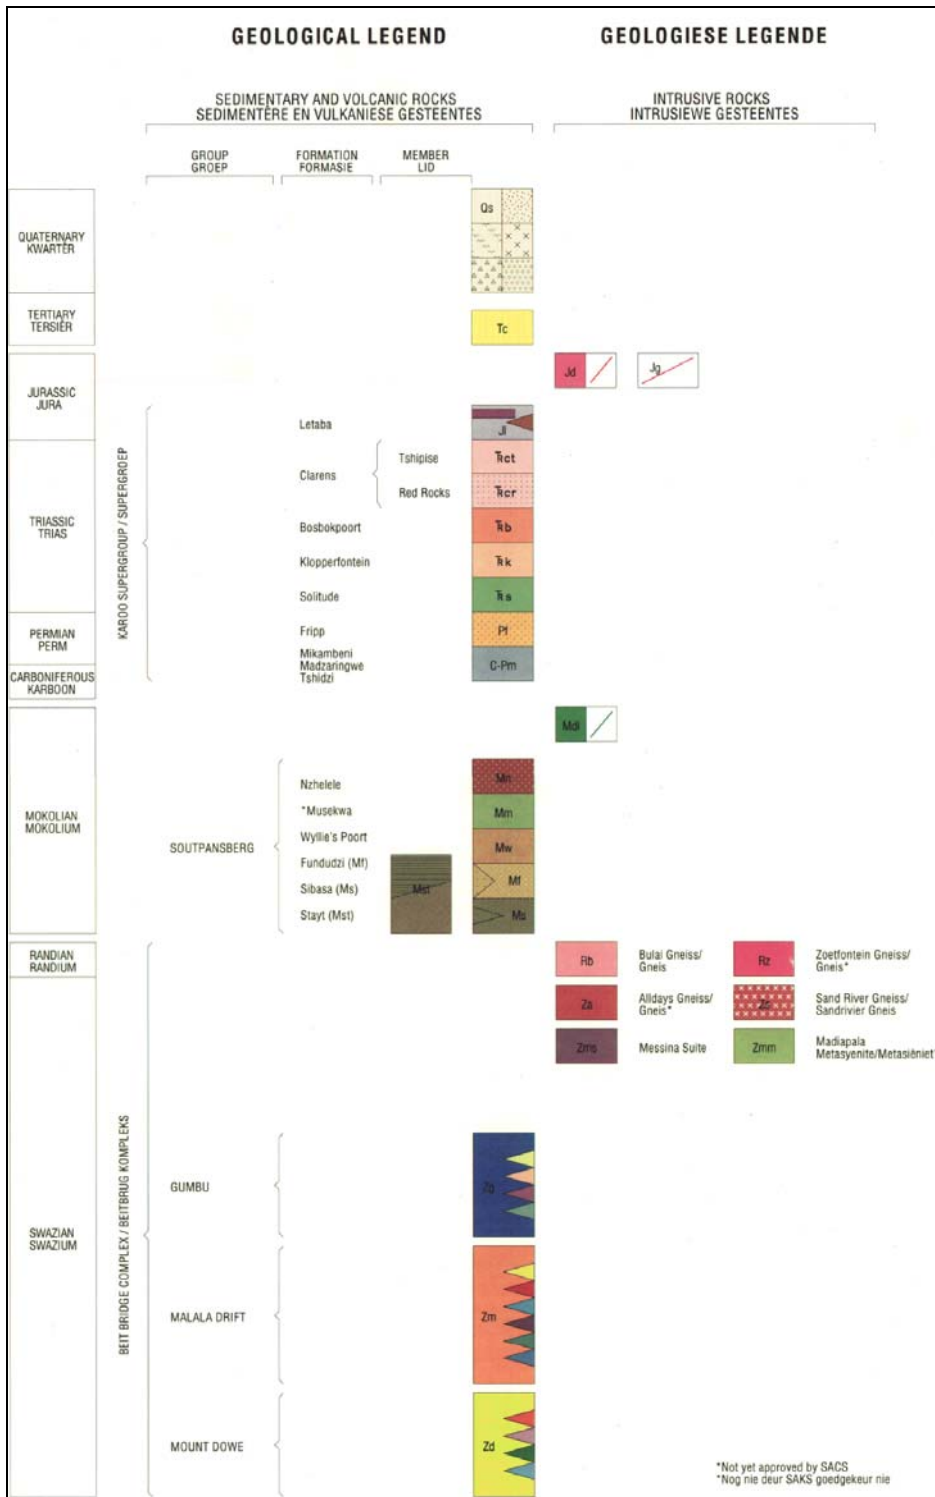 GEOLOGICAL LEGEND
GEOLOGIESE LEGENDE
SEDIMENTARY AND VOLCANIC ROCKS
SEDIMENTÊRE EN VULKANIESE GESTEENTES
INTRUSIVE ROCKS
INTRUSIEWE GESTEENTES
GROUP
GROEP
FORMATION
FORMASIE
MEMBER
LID
QUATERNARY
KWARTÊR
Qs
TERTIARY
TERSIÊR
Tc
JURASSIC
JURA
Jd
Jg
KAROO SUPERGROUP / SUPERGROEP
Letaba
Jl
TRIASSIC
TRIAS
Clarens
Tshipise
Ꞧct
Red Rocks
Ꞧcr
Bosbokpoort
Ꞧb
Klopperfontein
Ꞧk
Solitude
Ꞧs
PERMIAN
PERM
Fripp
Pf
CARBONIFEROUS
KARBOON
Mikambeni
Madzaringwe
Tshidzi
C-Pm
MOKOLIAN
MOKOLIUM
Mdi
SOUTPANSBERG
Nzhelele
Mn
*Musekwa
Mm
Wyllie's Poort
Mw
Fundudzi (Mf)
Mf
Sibasa (Ms)
Mst
Ms
Stayt (Mst)
RANDIAN
RANDIUM
Rb
Bulai Gneiss/
Gneis
Rz
Zoetfontein Gneiss/
Gneis*
Za
Alldays Gneiss/
Gneis*
Zs
Sand River Gneiss/
Sandrivier Gneis
Zms
Messina Suite
Zmm
Madiapala
Metasyenite/Metasiëniet
SWAZIAN
SWAZIUM
BEIT BRIDGE COMPLEX / BEITBRUG KOMPLEKS
GUMBU
Zg
MALALA DRIFT
Zm
MOUNT DOWE
Zd
*Not yet approved by SACS
*Nog nie deur SAKS goedgekeur nie